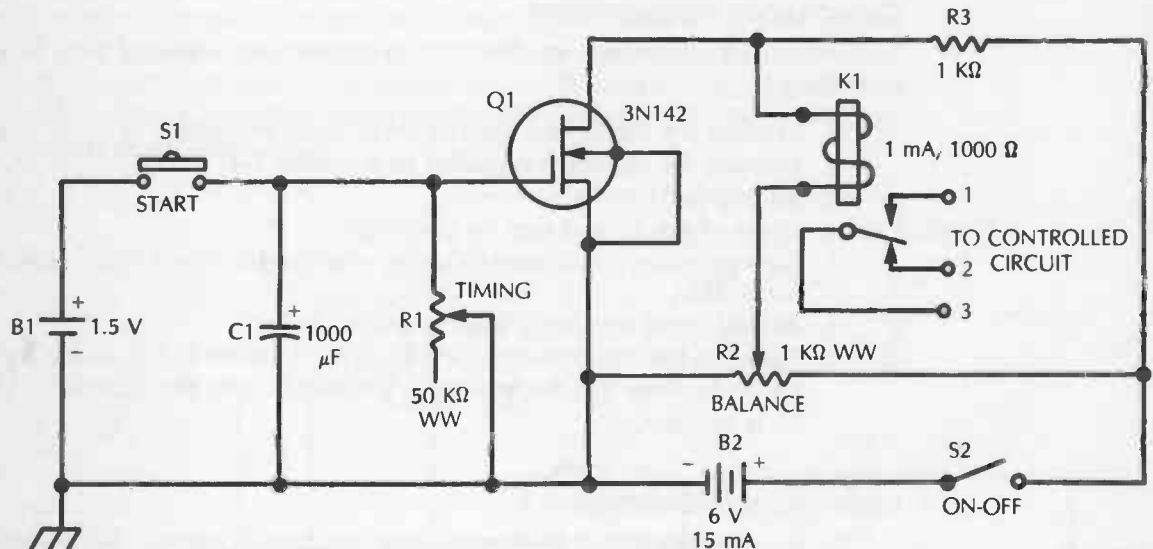 R3
1 KΩ
Q1
3N142
K1
1 mA, 1000 Ω
S1
START
1
TO CONTROLLED
CIRCUIT
2
3
B1
+
1.5 V
−
C1
+
1000
μF
TIMING
R1
50 KΩ
WW
R2
1 KΩ WW
BALANCE
B2
−
+
6 V
15 mA
S2
ON-OFF